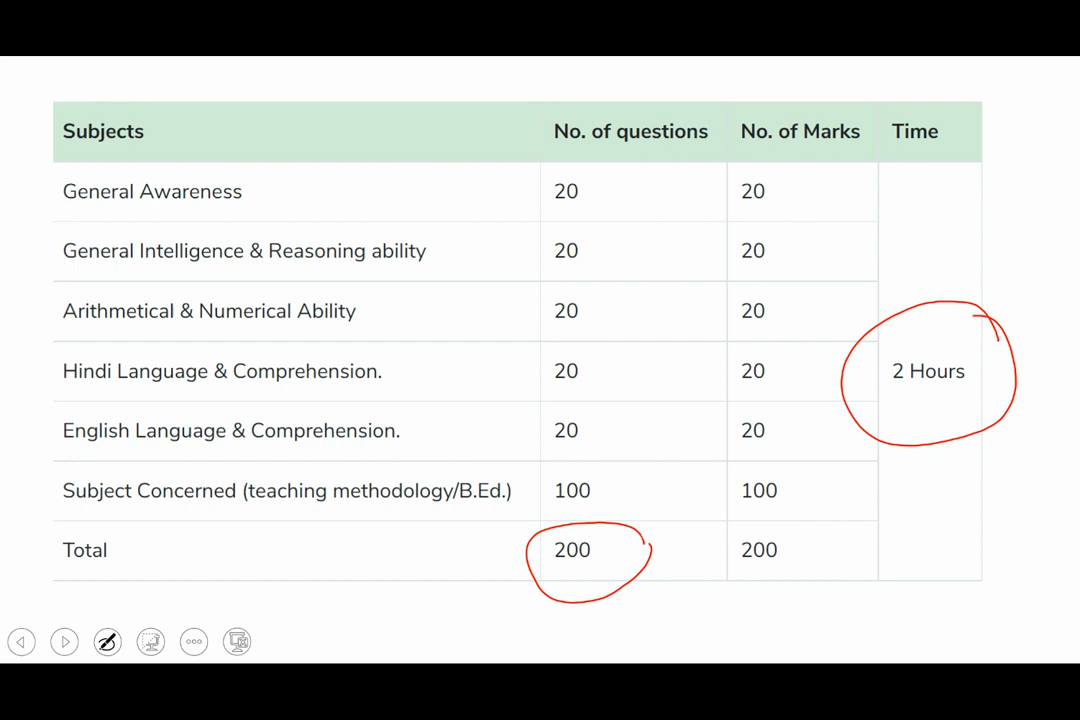 Subjects No. of questions No. of Marks Time
General Awareness 20 20
General Intelligence & Reasoning ability 20 20
Arithmetical & Numerical Ability 20 20
Hindi Language & Comprehension. 20 20 2 Hours
English Language & Comprehension. 20 20
Subject Concerned (teaching methodology/B.Ed.) 100 100
Total 200 200